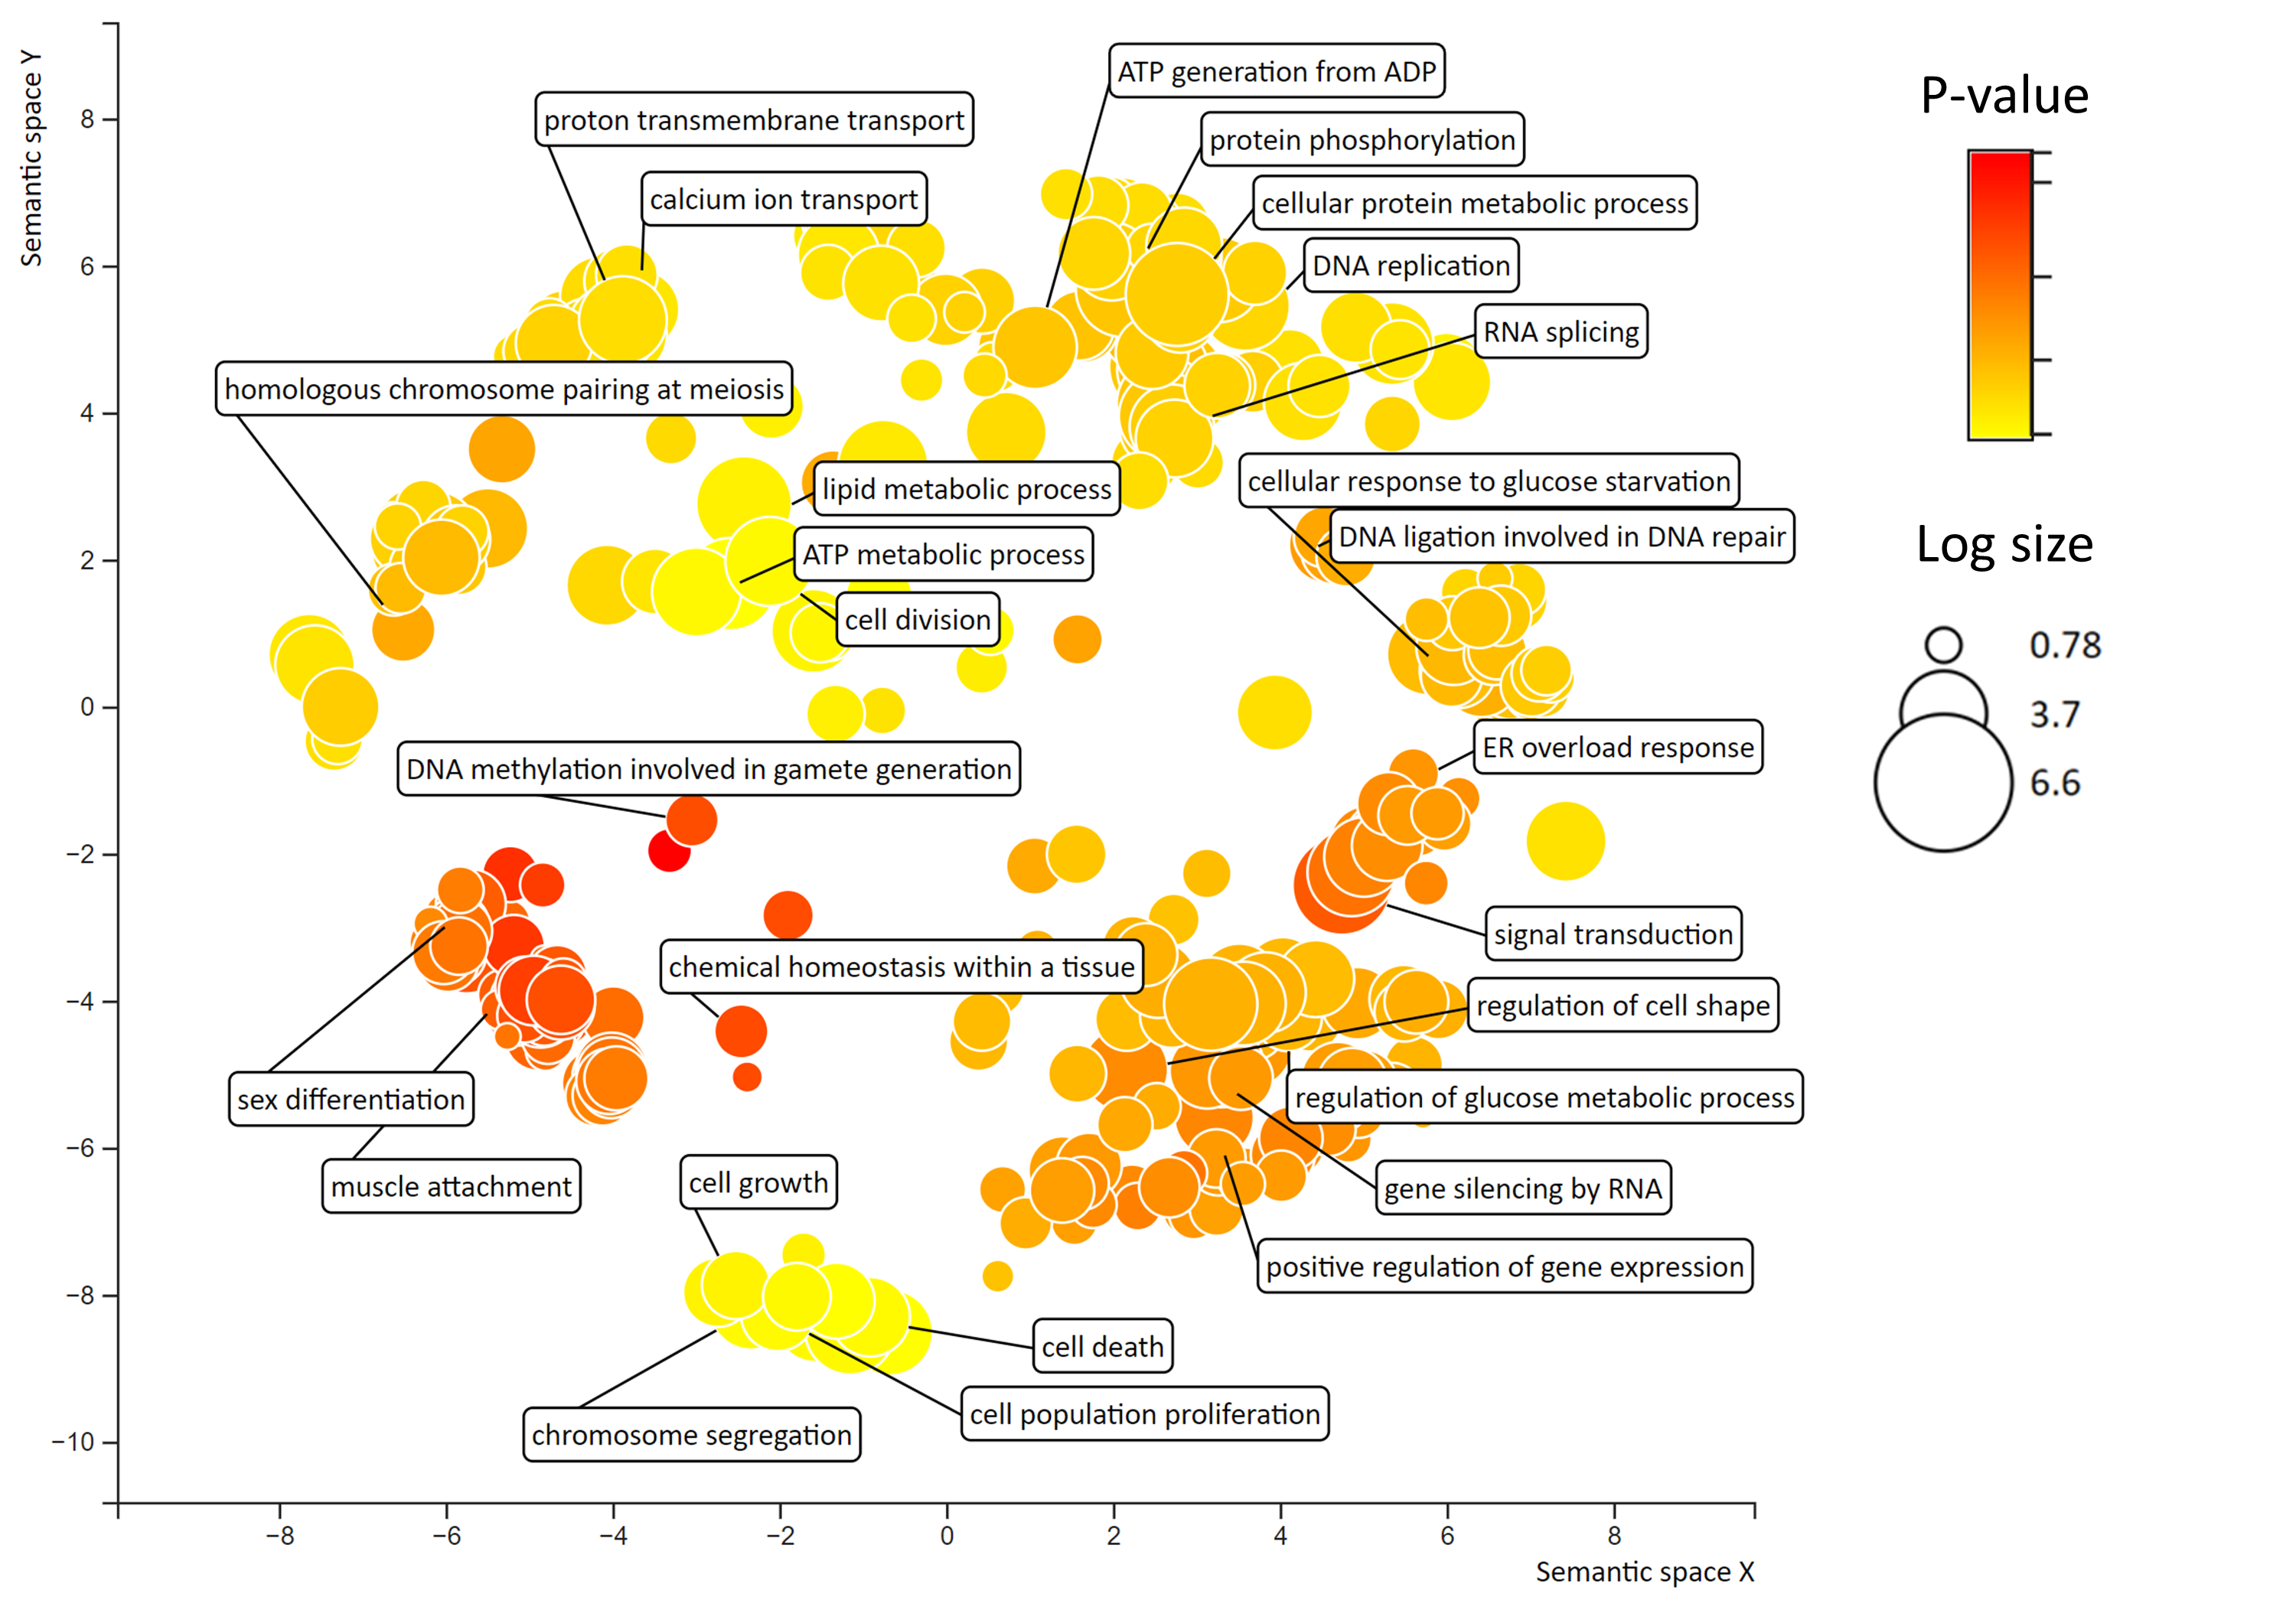 Semantic space Y
8
6
4
2
0
−2
−4
−6
−8
−10
ATP generation from ADP
proton transmembrane transport
protein phosphorylation
calcium ion transport
cellular protein metabolic process
DNA replication
RNA splicing
homologous chromosome pairing at meiosis
lipid metabolic process
cellular response to glucose starvation
DNA ligation involved in DNA repair
ATP metabolic process
cell division
ER overload response
DNA methylation involved in gamete generation
signal transduction
chemical homeostasis within a tissue
regulation of cell shape
sex differentiation
regulation of glucose metabolic process
muscle attachment
cell growth
gene silencing by RNA
positive regulation of gene expression
cell death
cell population proliferation
chromosome segregation
−8 −6 −4 −2 0 2 4 6 8
Semantic space X
P-value
Log size
0.78
3.7
6.6